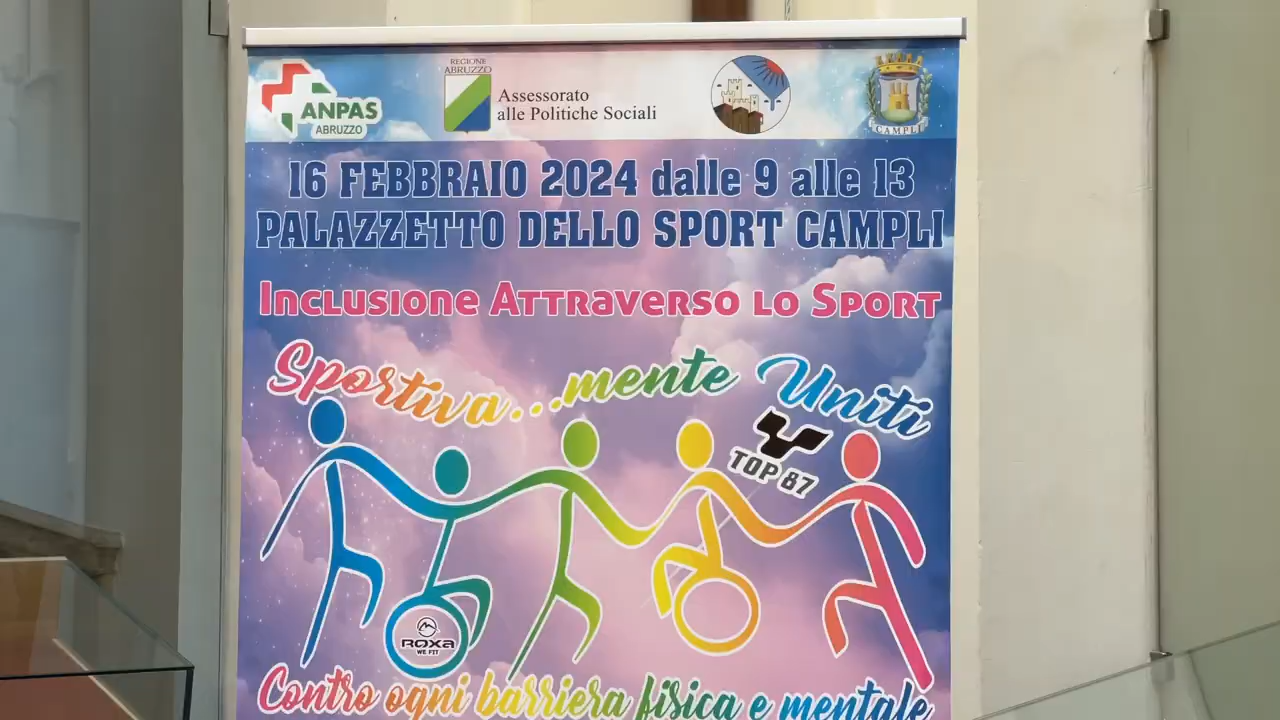 ANPAS
ABRUZZO
REGIONE
ABRUZZO
Assessorato
alle Politiche Sociali
CAMPLI
16 FEBBRAIO 2024 dalle 9 alle 13
PALAZZETTO DELLO SPORT CAMPLI
INCLUSIONE ATTRAVERSO LO SPORT
Sportiva...mente Uniti
TOP 87
ROXA
WE FIT
Contro ogni barriera fisica e mentale